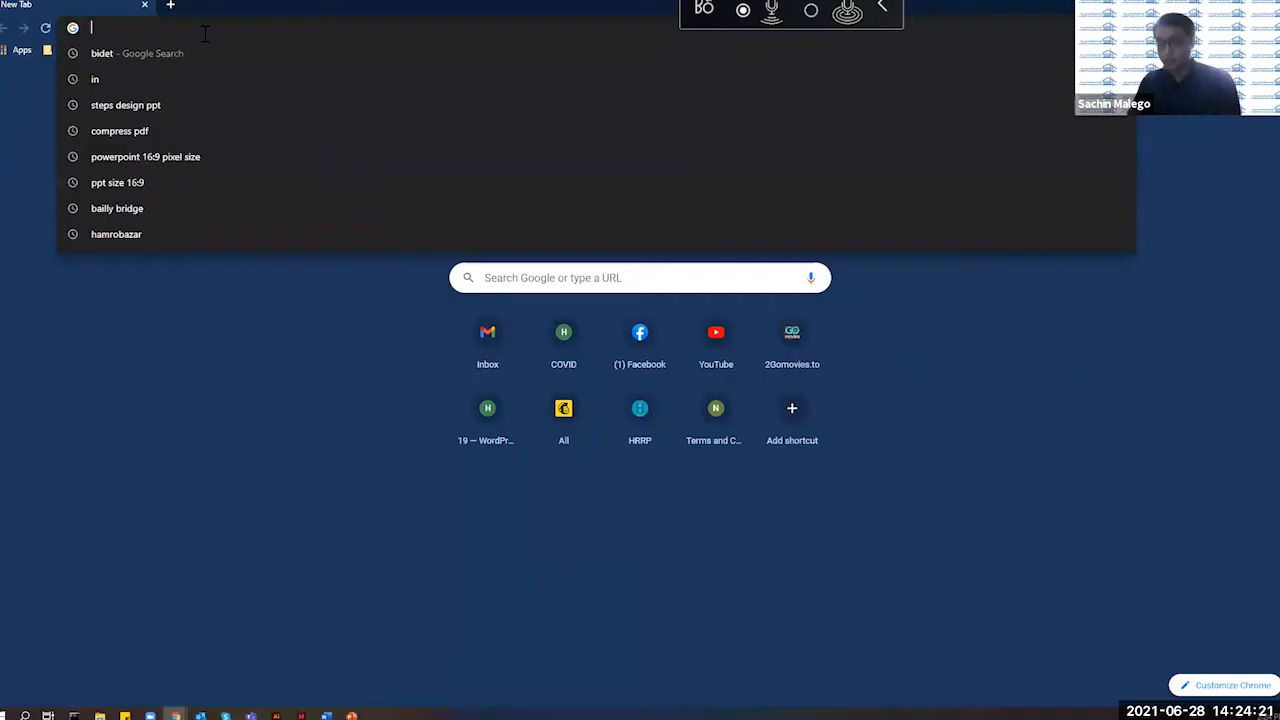 New Tab
Apps
eidet - Google Search
in
steps design ppt
compress pdf
powerpoint 16:9 pixel size
ppt size 16:9
bailly bridge
hamrobazar
Sachin Malego
Search Google or type a URL
Inbox
COVID
(1) Facebook
YouTube
2Gomovies.to
19 — WordPr...
All
HRRP
Terms and C...
Add shortcut
Customize Chrome
2021-06-28 14:24:21